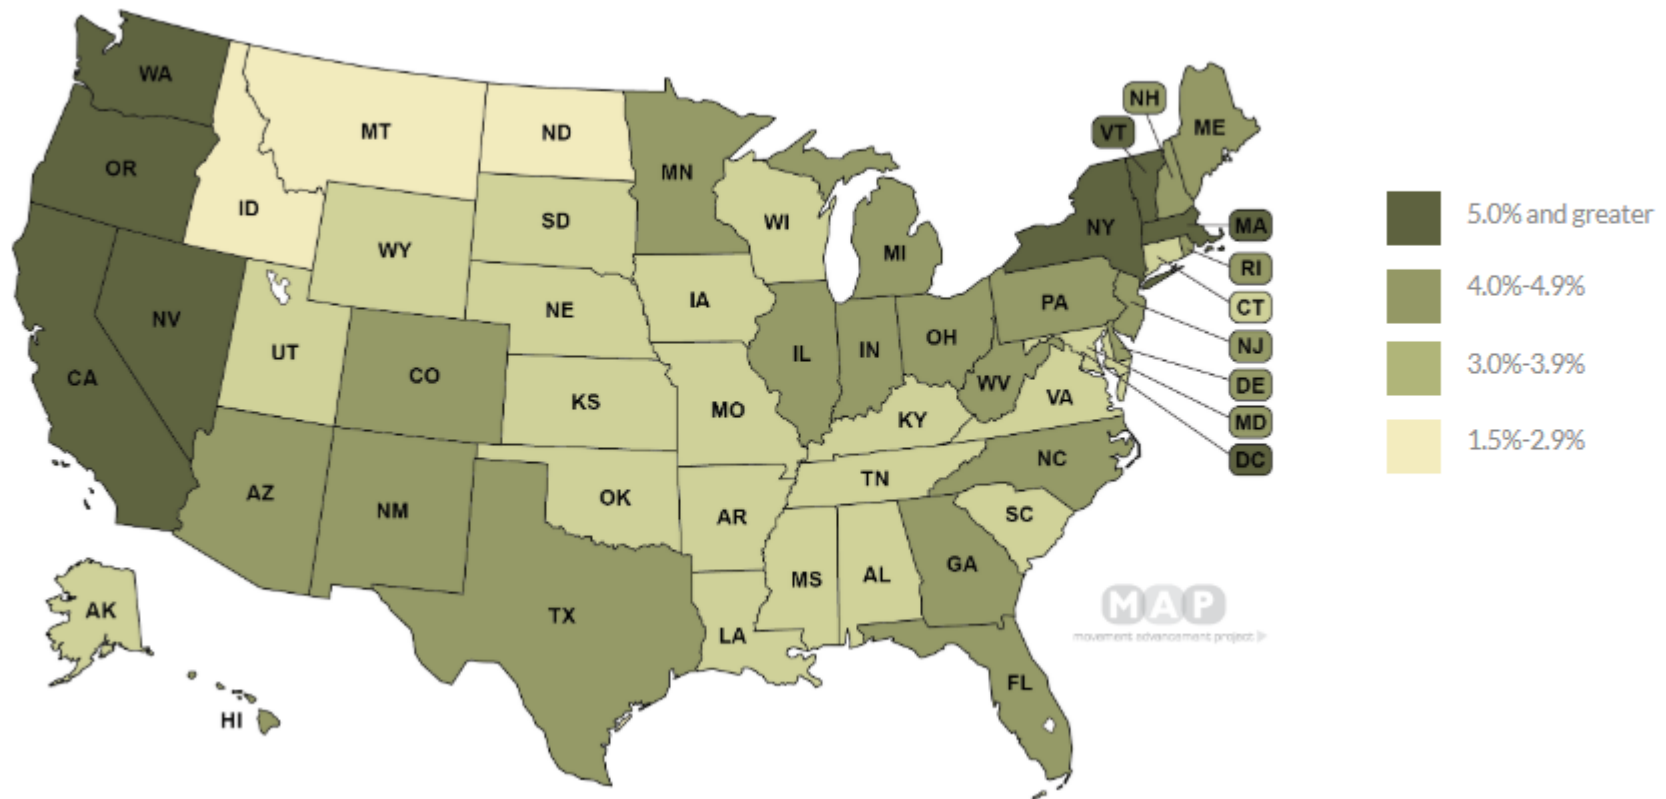 WA
MT
ND
OR
ID
MN
NH
VT
ME
SD
WI
WY
NY
MA
MI
RI
CT
NV
NE
IA
PA
UT
IL
IN
OH
NJ
CA
CO
WV
DE
KS
MO
KY
VA
MD
DC
AZ
NM
OK
TN
NC
AR
SC
MS
AL
GA
AK
TX
LA
HI
FL
MAP
movement advancement project
5.0% and greater
4.0%-4.9%
3.0%-3.9%
1.5%-2.9%